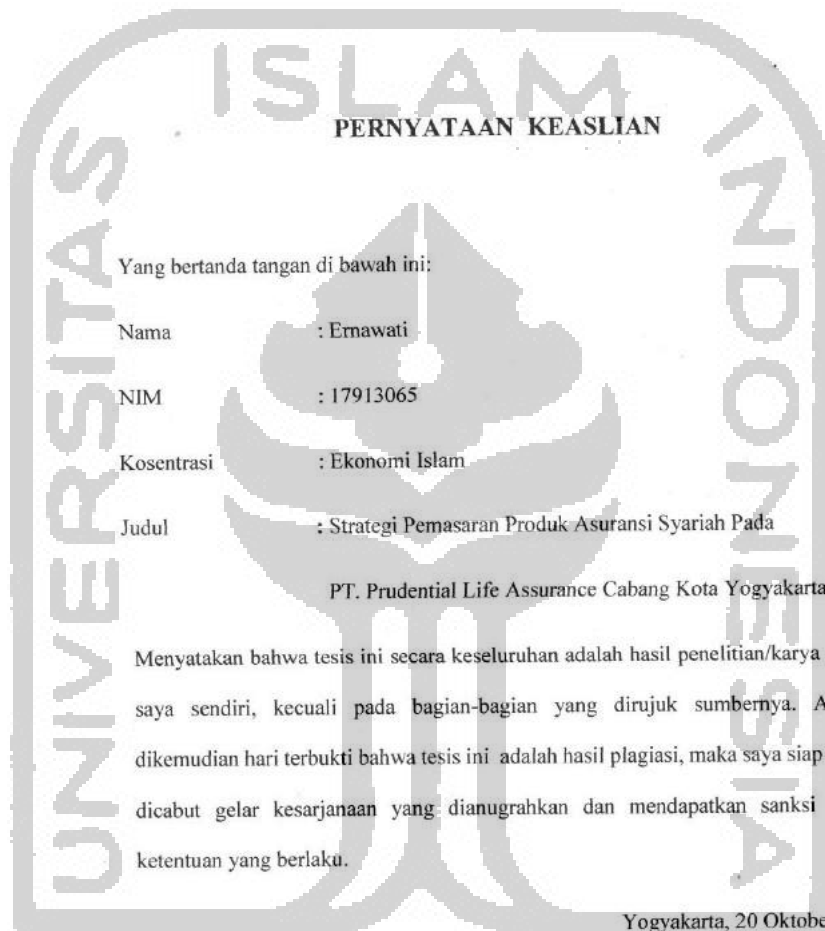 UNIVERSITAS ISLAM INDONESIA
PERNYATAAN KEASLIAN
Yang bertanda tangan di bawah ini:
Nama : Ernawati
NIM : 17913065
Kosentrasi : Ekonomi Islam
Judul : Strategi Pemasaran Produk Asuransi Syariah Pada
PT. Prudential Life Assurance Cabang Kota Yogyakarta
Menyatakan bahwa tesis ini secara keseluruhan adalah hasil penelitian/karya
saya sendiri, kecuali pada bagian-bagian yang dirujuk sumbernya. A
dikemudian hari terbukti bahwa tesis ini adalah hasil plagiasi, maka saya siap
dicabut gelar kesarjanaan yang dianugrahkan dan mendapatkan sanksi
ketentuan yang berlaku.
Yogyakarta, 20 Oktobe